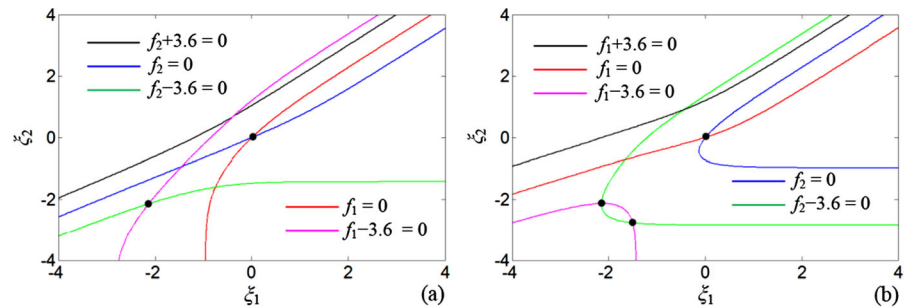 4
2
0
-2
-4
ξ2
f2+3.6 = 0
f2 = 0
f2−3.6 = 0
f1 = 0
f1−3.6 = 0
-4 -2 0 2 4
ξ1
(a)
4
2
0
-2
-4
ξ2
f1+3.6 = 0
f1 = 0
f1−3.6 = 0
f2 = 0
f2−3.6 = 0
-4 -2 0 2 4
ξ1
(b)